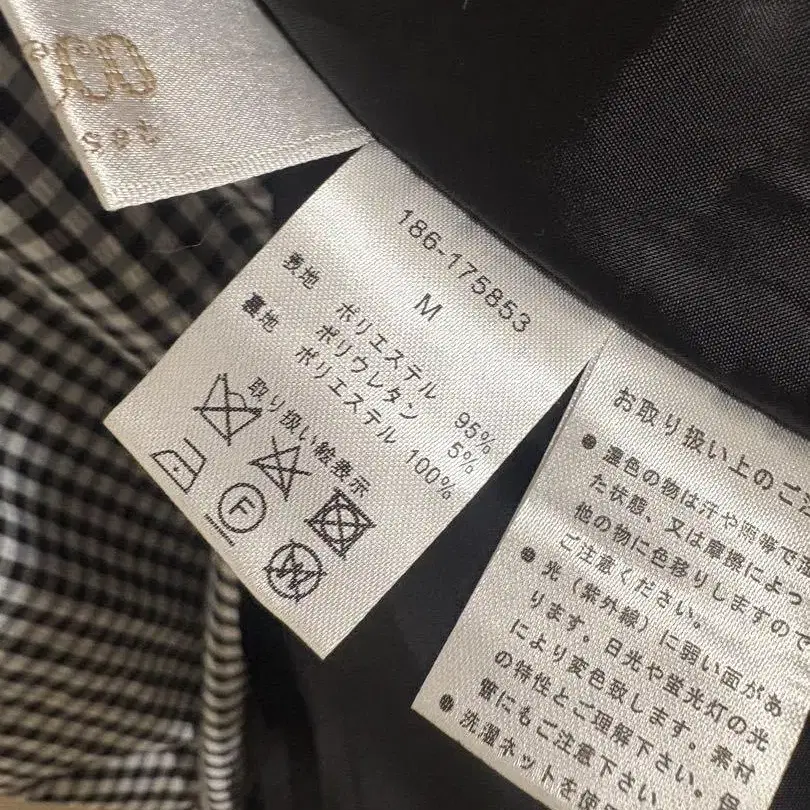 186-175853
M
表地 ポリエステル 95%
ポリウレタン 5%
裏地 ポリエステル 100%
取り扱い絵表示
F
W
お取り扱い上のご
● 濃色の物は汗や雨等で
た状態、又は摩擦によっ
他の物に色移りしますので
ご注意ください。
● 光（紫外線）に弱い面があ
ります。日光や蛍光灯の光
により変色致します。素材
の特性とご理解下さい。保
管にもご注意下さい
● 洗濯ネットを使